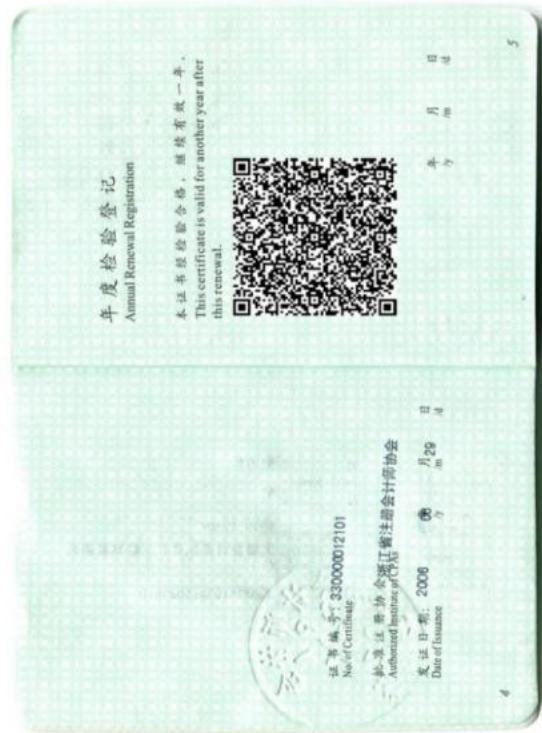 年度检验登记
Annual Renewal Registration
本证书经检验合格，继续有效一年。
This certificate is valid for another year after
this renewal.
年 月 日
/y /m /d
5
证书编号: 330000012101
No. of Certificate
批准注册协会 浙江省注册会计师协会
Authorized Institute of CPAs
发证日期: 2006 年 06 月 29 日
Date of Issuance /y /m /d
4